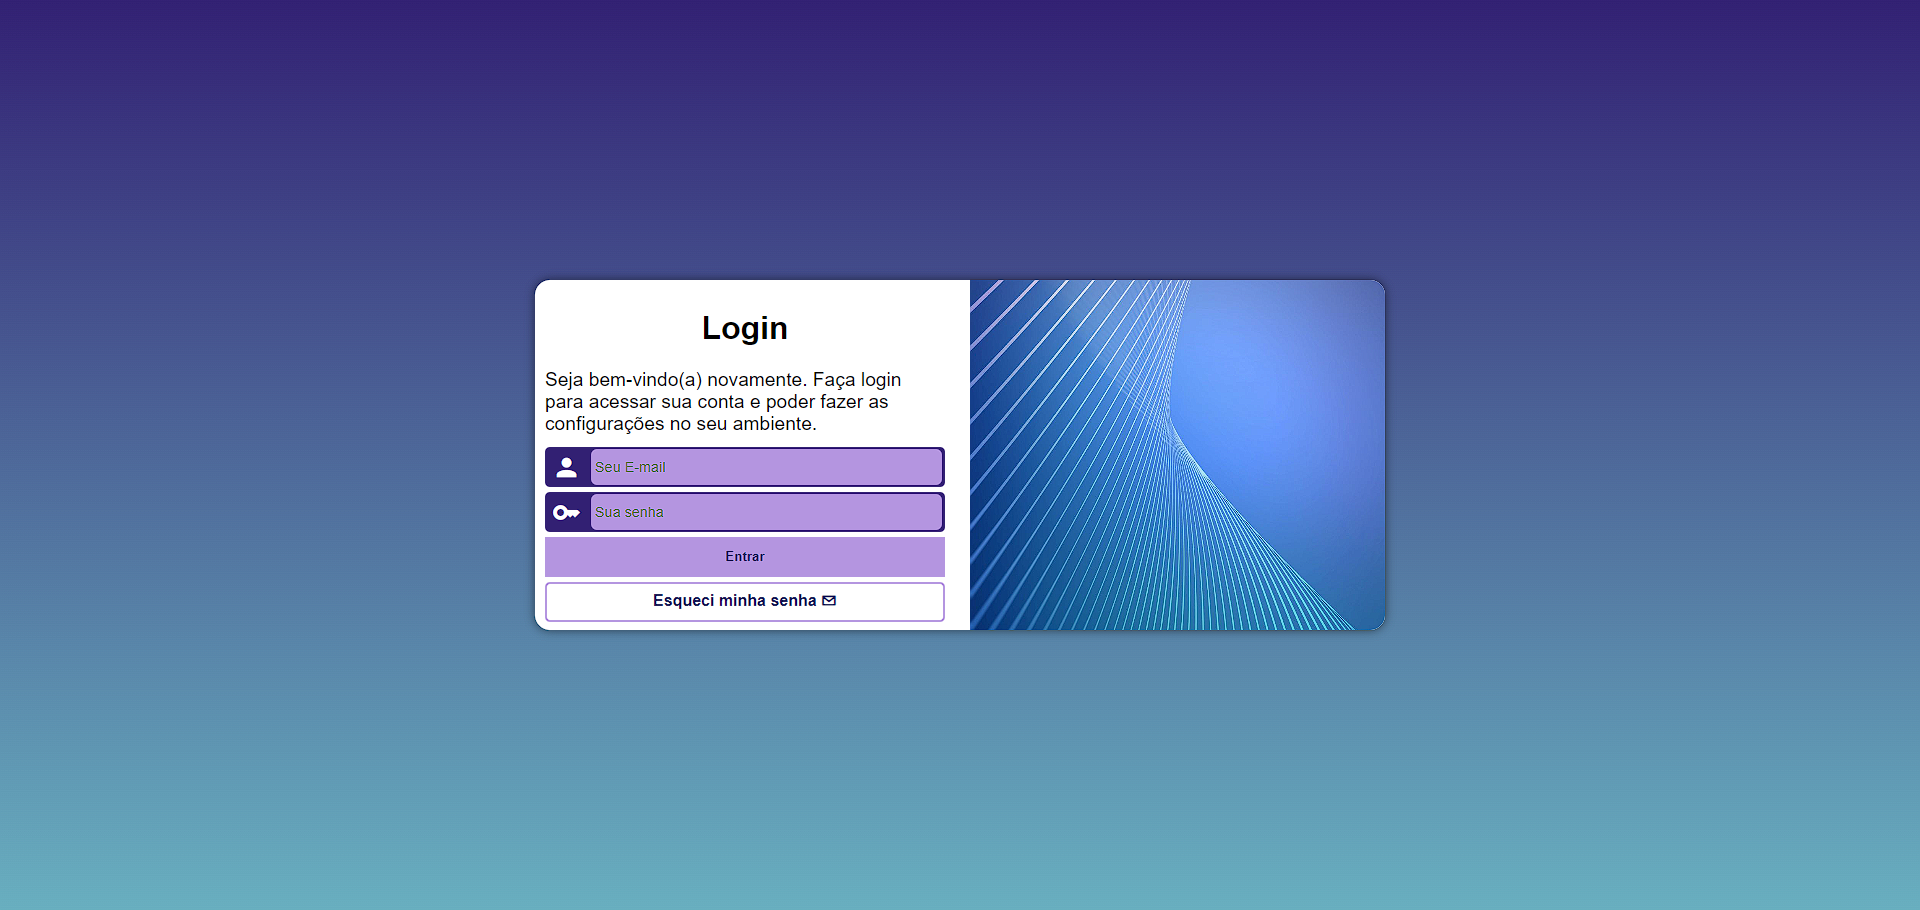 Login
Seja bem-vindo(a) novamente. Faça login
para acessar sua conta e poder fazer as
configurações no seu ambiente.
Seu E-mail
Sua senha
Entrar
Esqueci minha senha